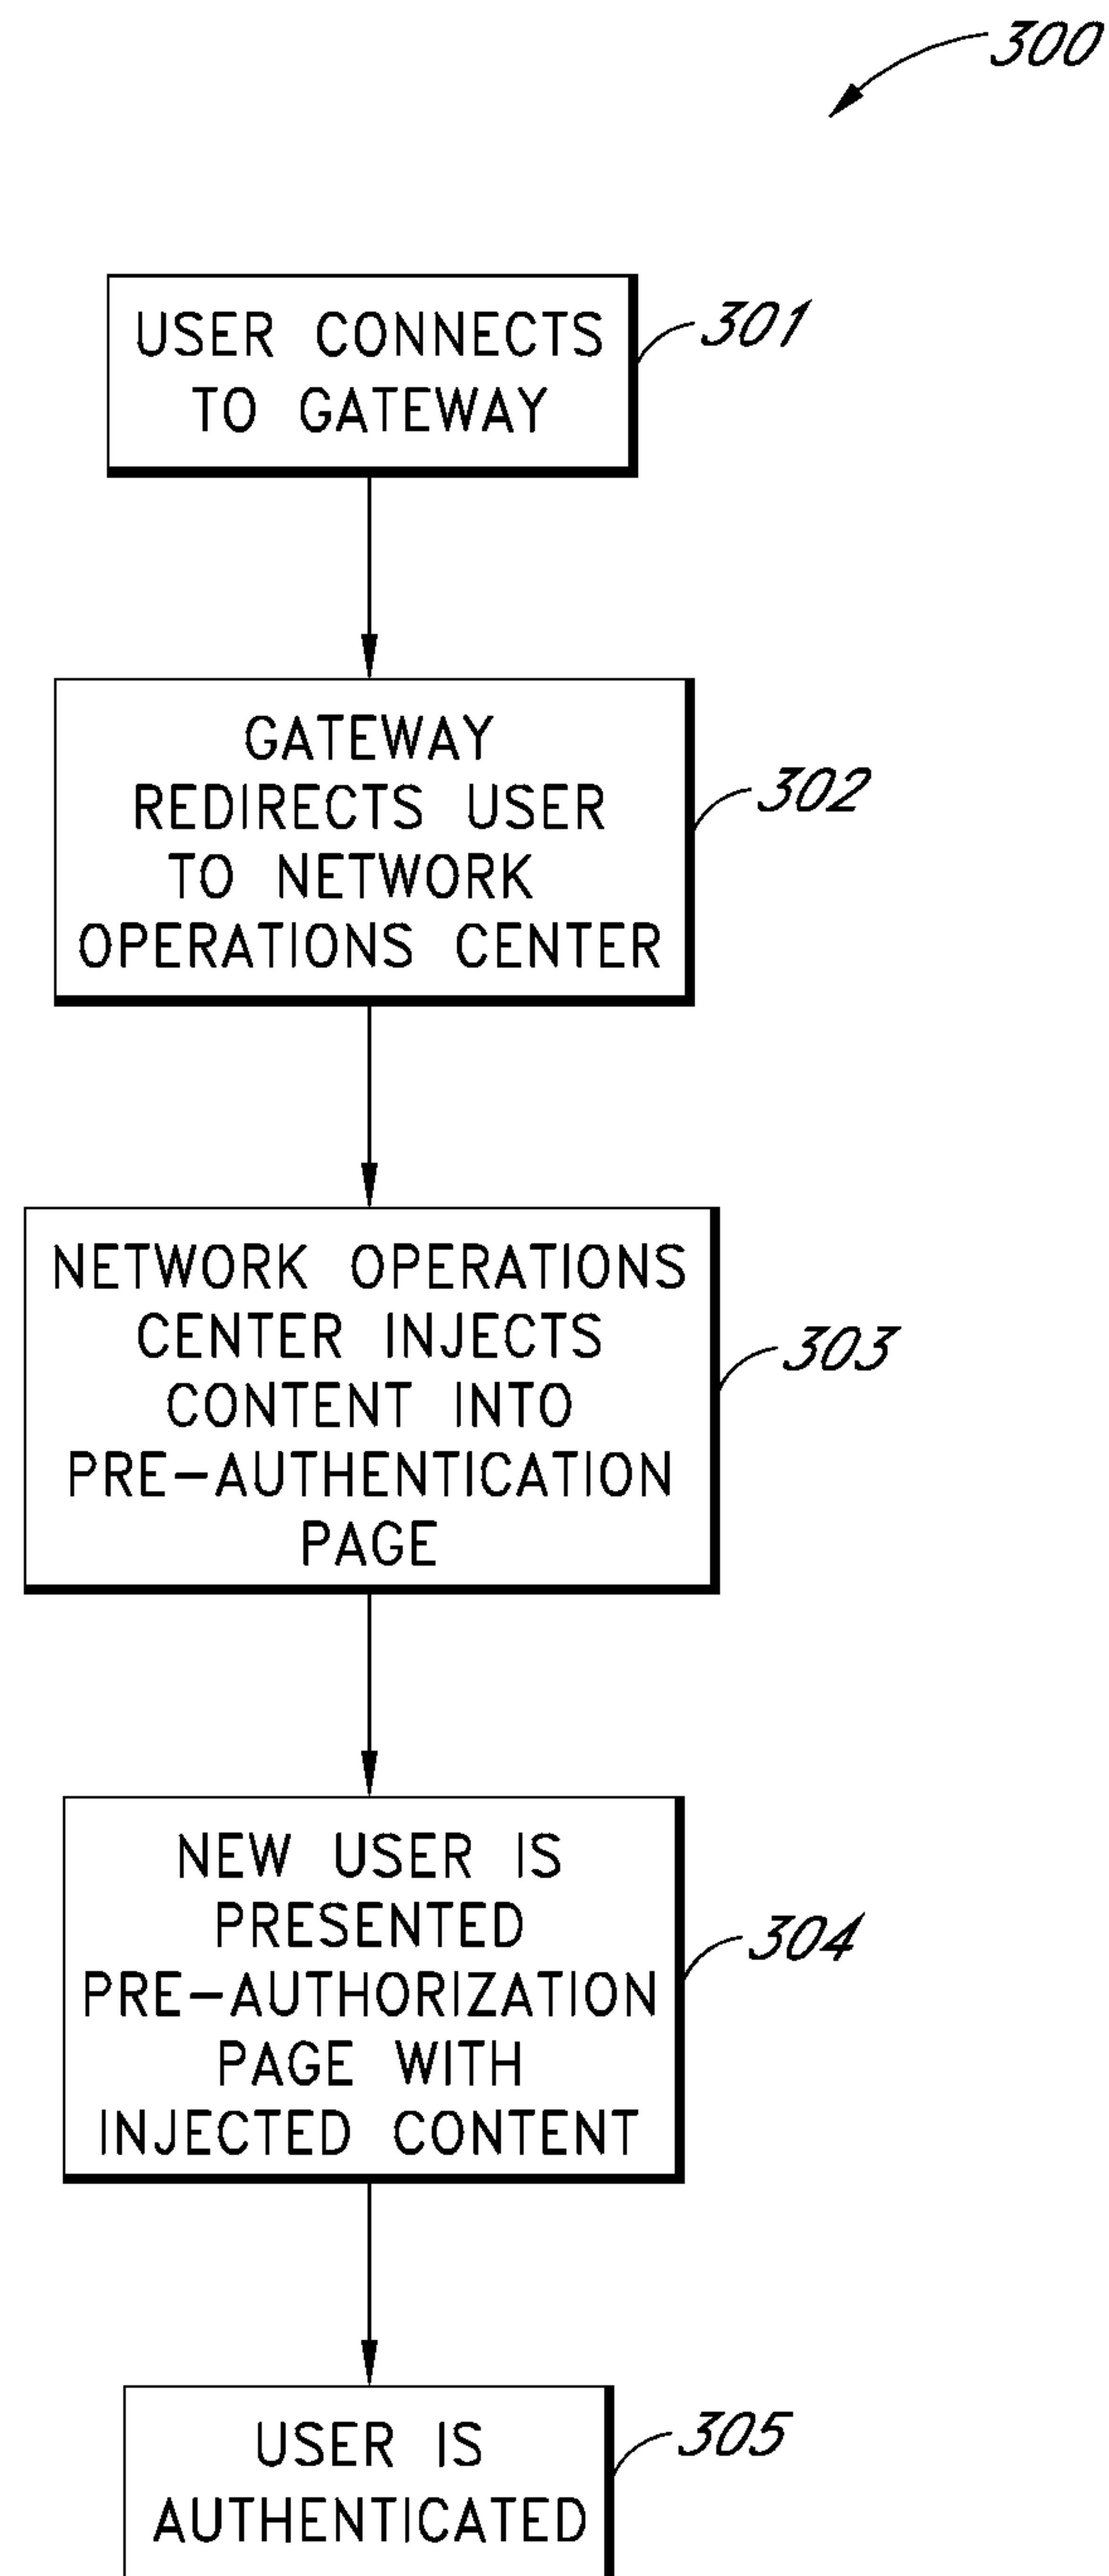 300
USER CONNECTS
TO GATEWAY
301
GATEWAY
REDIRECTS USER
TO NETWORK
OPERATIONS CENTER
302
NETWORK OPERATIONS
CENTER INJECTS
CONTENT INTO
PRE-AUTHENTICATION
PAGE
303
NEW USER IS
PRESENTED
PRE-AUTHORIZATION
PAGE WITH
INJECTED CONTENT
304
USER IS
AUTHENTICATED
305